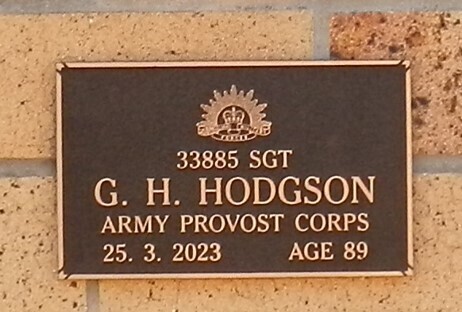 33885 SGT
G. H. HODGSON
ARMY PROVOST CORPS
25. 3. 2023 AGE 89